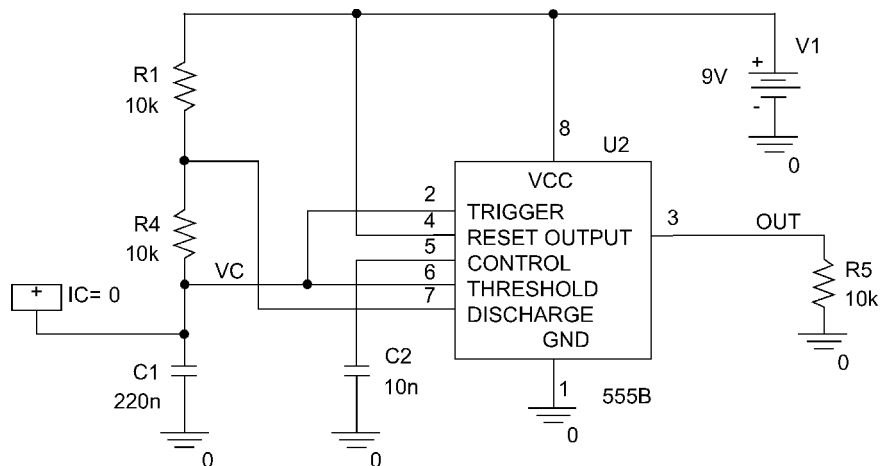 R1
10k
V1
+
9V
-
0
8
U2
VCC
2
TRIGGER
4
RESET OUTPUT
3
OUT
5
CONTROL
6
THRESHOLD
7
DISCHARGE
GND
R4
10k
VC
+
IC= 0
R5
10k
0
C1
220n
0
C2
10n
0
1
555B
0